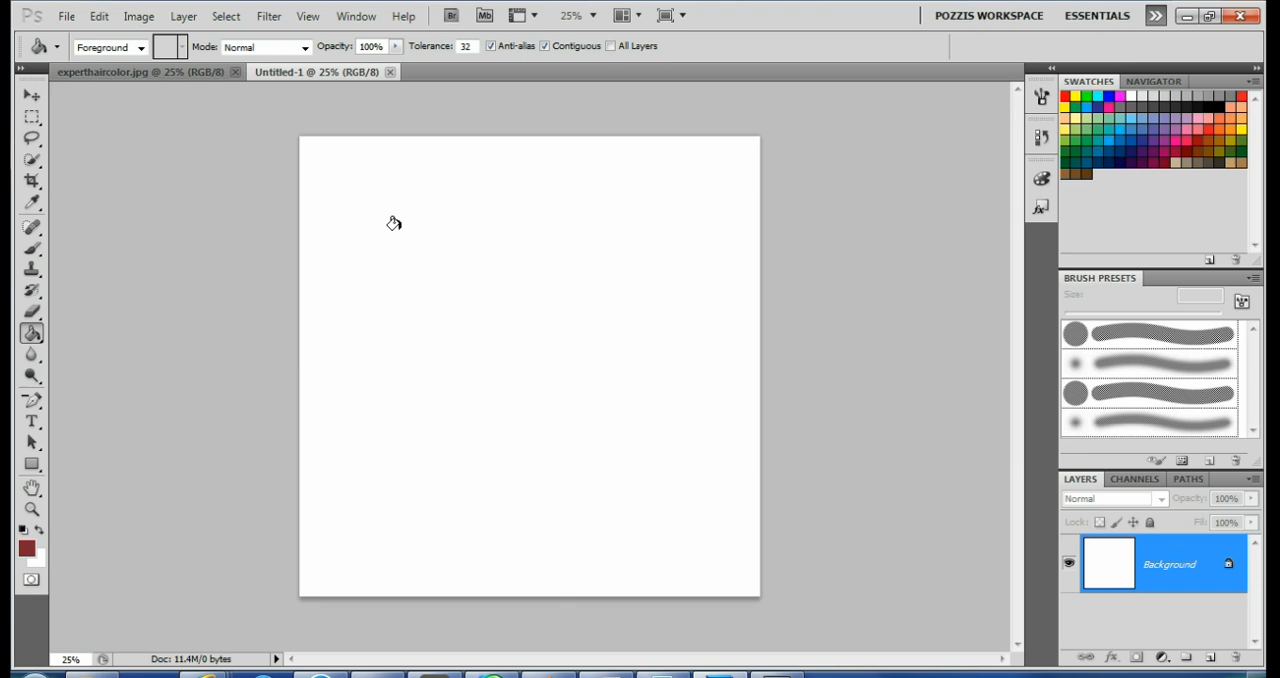 Ps File Edit Image Layer Select Filter View Window Help Br Mb 25% POZZIS WORKSPACE ESSENTIALS
Foreground Mode: Normal Opacity: 100% Tolerance: 32 Anti-alias Contiguous All Layers
experthaircolor.jpg @ 25% (RGB/8) Untitled-1 @ 25% (RGB/8)
SWATCHES NAVIGATOR
BRUSH PRESETS
Size:
LAYERS CHANNELS PATHS
Normal Opacity: 100%
Lock: Fill: 100%
Background
T
25% Doc: 11.4M/0 bytes
fx